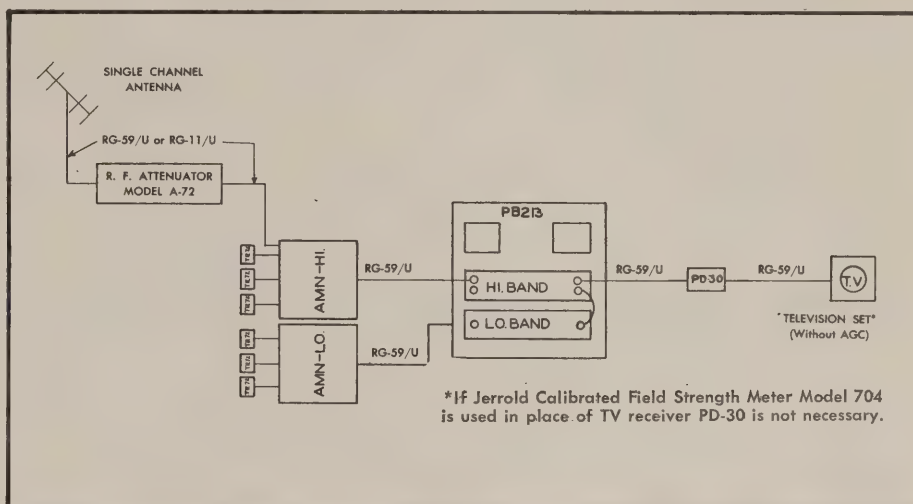 SINGLE CHANNEL
ANTENNA
RG-59/U or RG-11/U
R. F. ATTENUATOR
MODEL A-72
PB213
AMN-HI.
RG-59/U
HI. BAND
RG-59/U
PD-30
RG-59/U
T.V
LO. BAND
"TELEVISION SET*
(Without AGC)
AMN-LO.
RG-59/U
*If Jerrold Calibrated Field Strength Meter Model 704
is used in place of TV receiver PD-30 is not necessary.